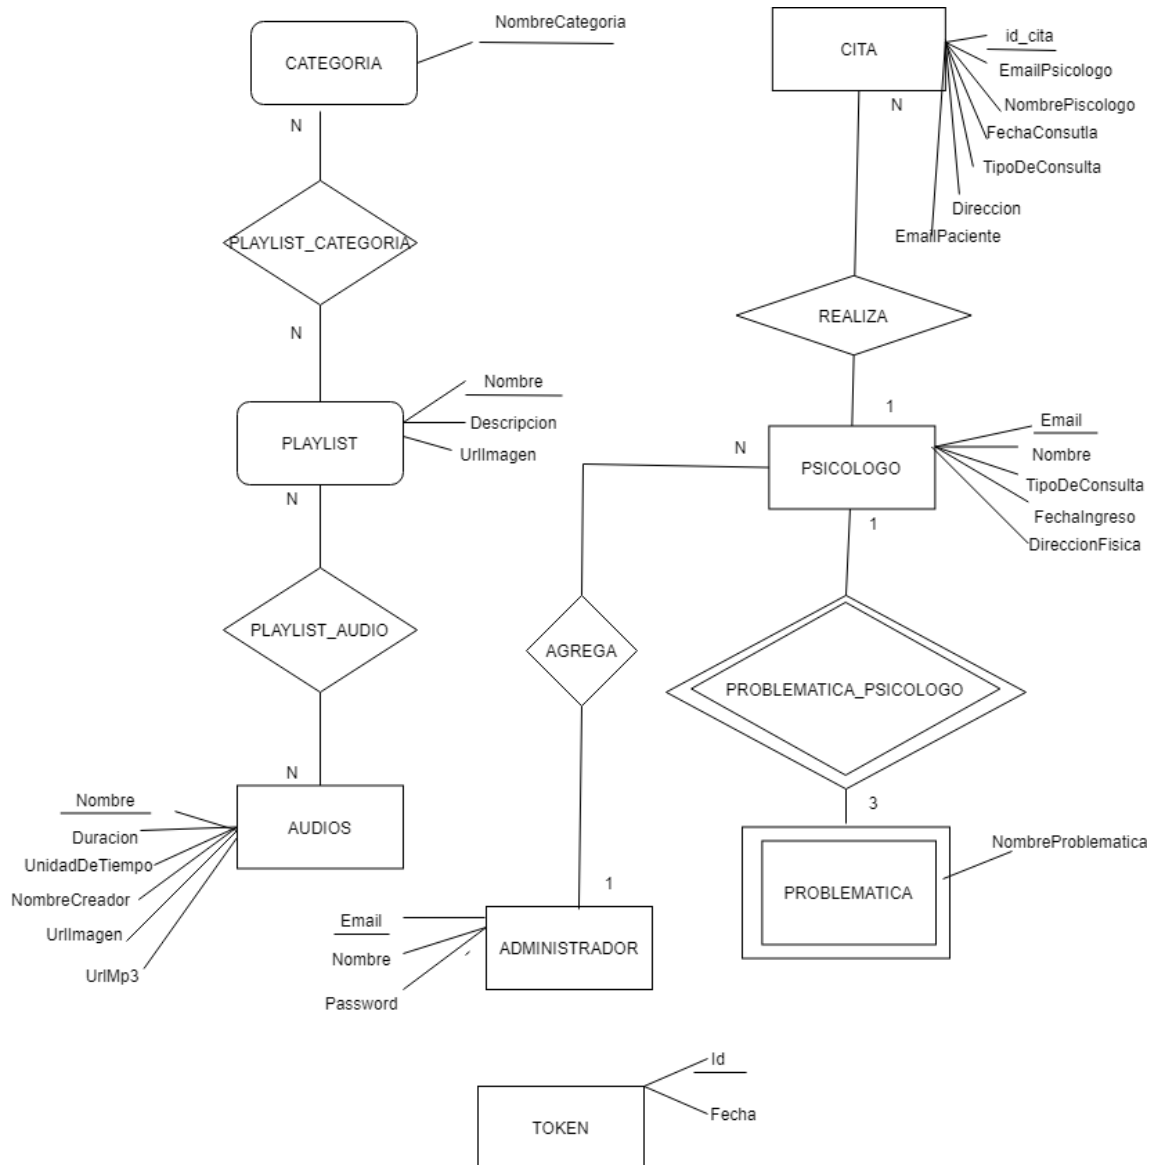 NombreCategoria
CATEGORIA
N
PLAYLIST_CATEGORIA
N
Nombre
Descripcion
UrlImagen
PLAYLIST
N
PLAYLIST_AUDIO
N
Nombre
Duracion
UnidadDeTiempo
NombreCreador
UrlImagen
UrlMp3
AUDIOS
CITA
id_cita
EmailPsicologo
NombrePiscologo
FechaConsutla
TipoDeConsulta
Direccion
EmailPaciente
N
REALIZA
1
PSICOLOGO
Email
Nombre
TipoDeConsulta
FechaIngreso
DireccionFisica
N
AGREGA
1
Email
Nombre
Password
ADMINISTRADOR
1
PROBLEMATICA_PSICOLOGO
3
NombreProblematica
PROBLEMATICA
Id
Fecha
TOKEN